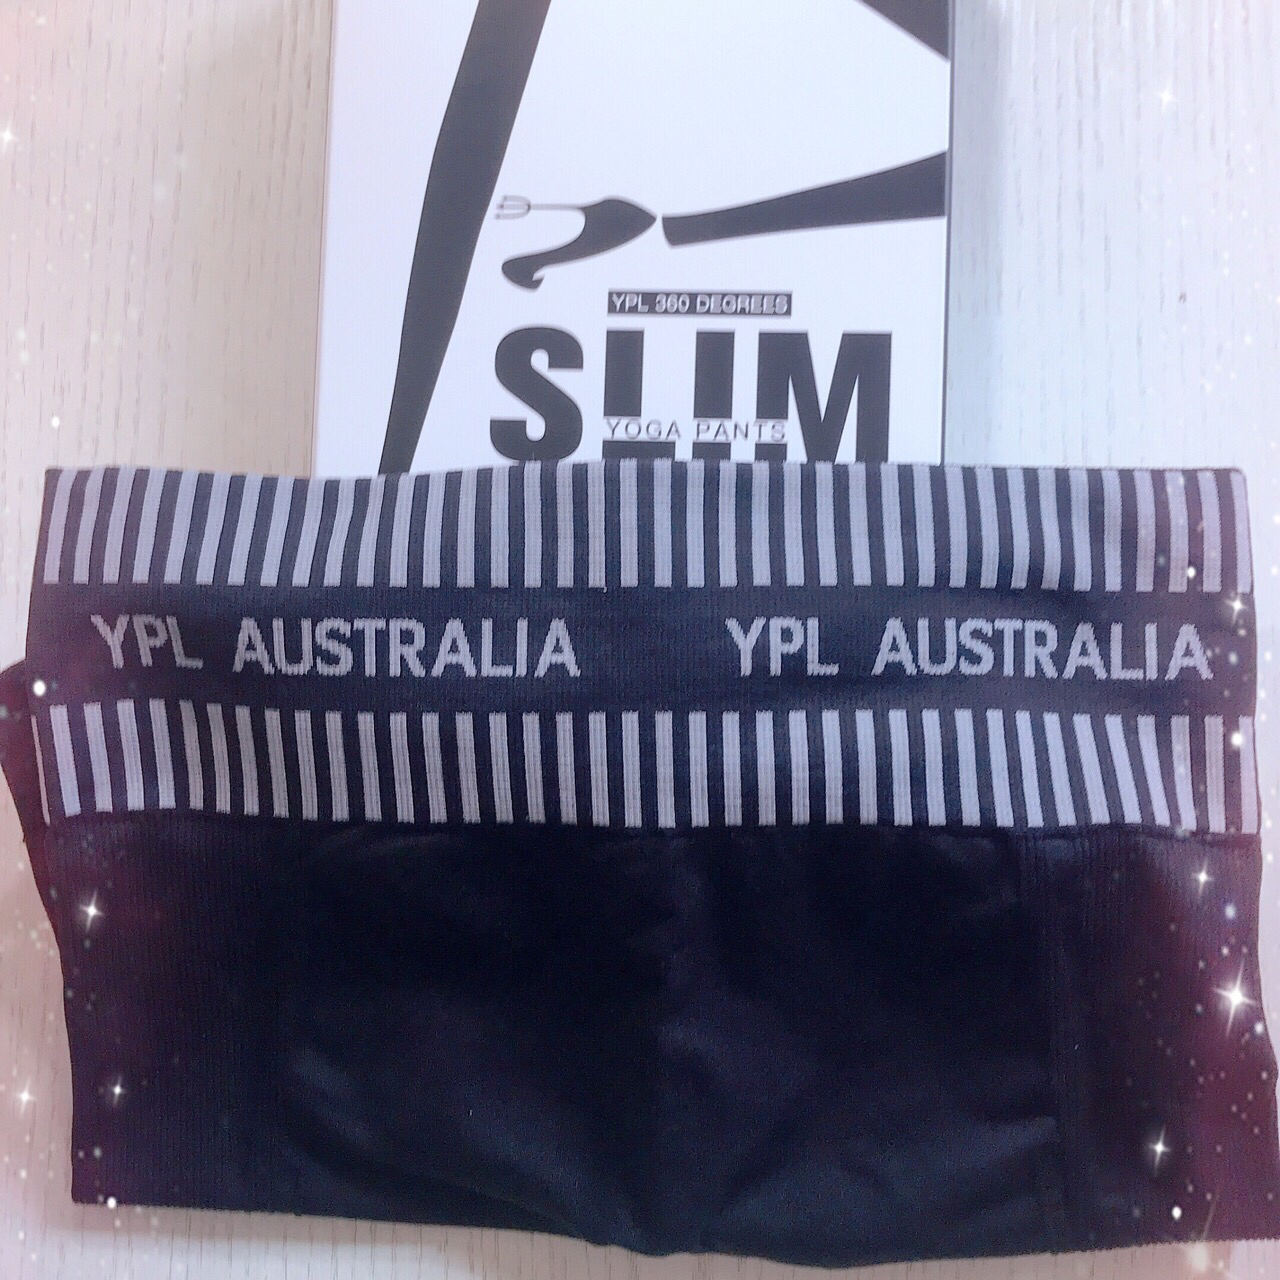 YPL 360 DEGREES
SLIM
YOGA PANTS
YPL AUSTRALIA YPL AUSTRALIA